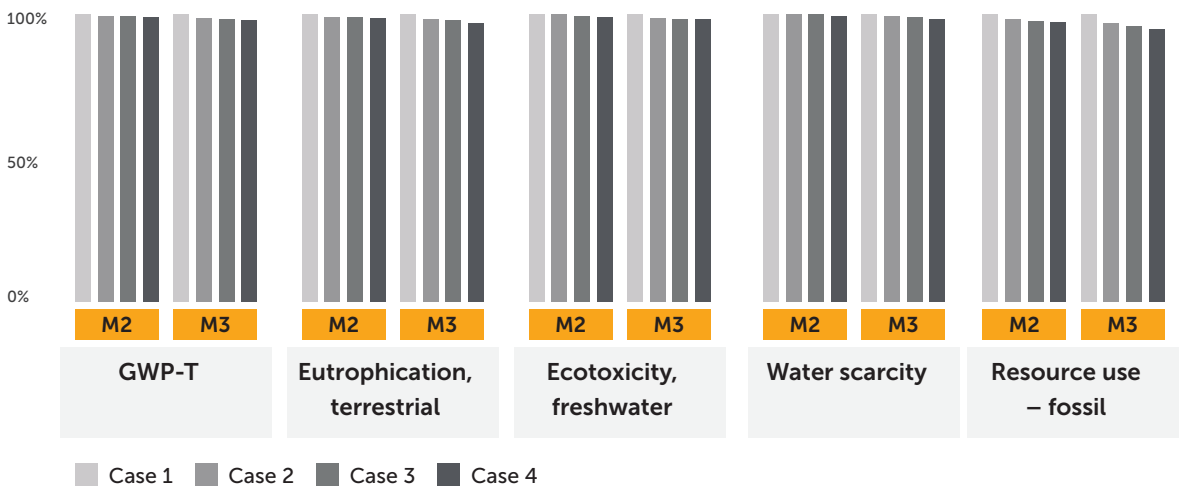 100%
50%
0%
M2 M3 M2 M3 M2 M3 M2 M3 M2 M3
GWP-T
Eutrophication,
terrestrial
Ecotoxicity,
freshwater
Water scarcity
Resource use
– fossil
Case 1 Case 2 Case 3 Case 4